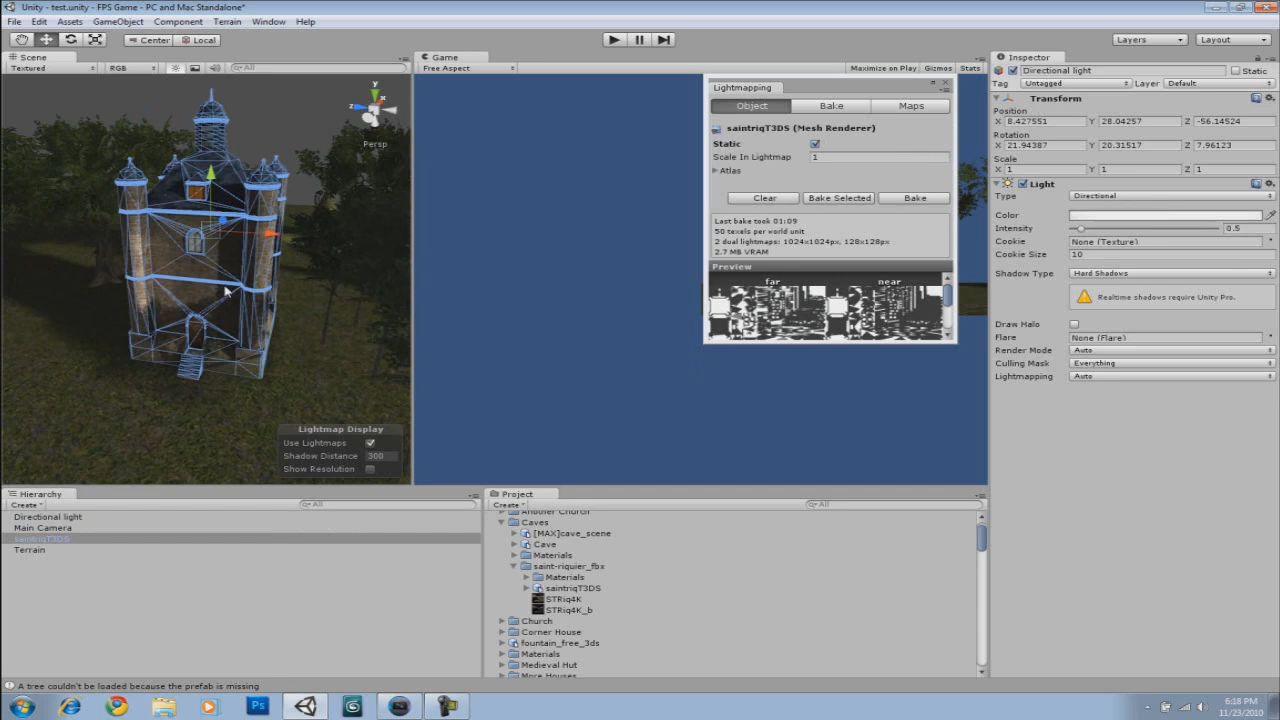 Unity - test.unity - FPS Game - PC and Mac Standalone*
File Edit Assets GameObject Component Terrain Window Help
Center Local Layers Layout
Scene
Textured RGB All
y
x
z
Persp
Lightmap Display
Use Lightmaps
Shadow Distance 300
Show Resolution
Game
Free Aspect Maximize on Play Gizmos Stats
Lightmapping
Object Bake Maps
saintriqT3DS (Mesh Renderer)
Static
Scale In Lightmap 1
Atlas
Clear Bake Selected Bake
Last bake took 01:09
50 texels per world unit
2 dual lightmaps: 1024x1024px, 128x128px
2.7 MB VRAM
Preview
far near
Inspector
Directional light Static
Tag Untagged Layer Default
Transform
Position
X 8.427551 Y 28.04257 Z -56.14524
Rotation
X 21.94387 Y 20.31517 Z 7.96123
Scale
X 1 Y 1 Z 1
Light
Type Directional
Color
Intensity 0.5
Cookie None (Texture)
Cookie Size 10
Shadow Type Hard Shadows
Realtime shadows require Unity Pro.
Draw Halo
Flare None (Flare)
Render Mode Auto
Culling Mask Everything
Lightmapping Auto
Hierarchy
Create All
Directional light
Main Camera
saintriqT3DS
Terrain
Project
Create All
Another Church
Caves
[MAX]cave_scene
Cave
Materials
saint-riquier_fbx
Materials
saintriqT3DS
STRiq4K
STRiq4K_b
Church
Corner House
fountain_free_3ds
Materials
Medieval Hut
More Houses
A tree couldn't be loaded because the prefab is missing
Ps
6:18 PM
11/23/2010